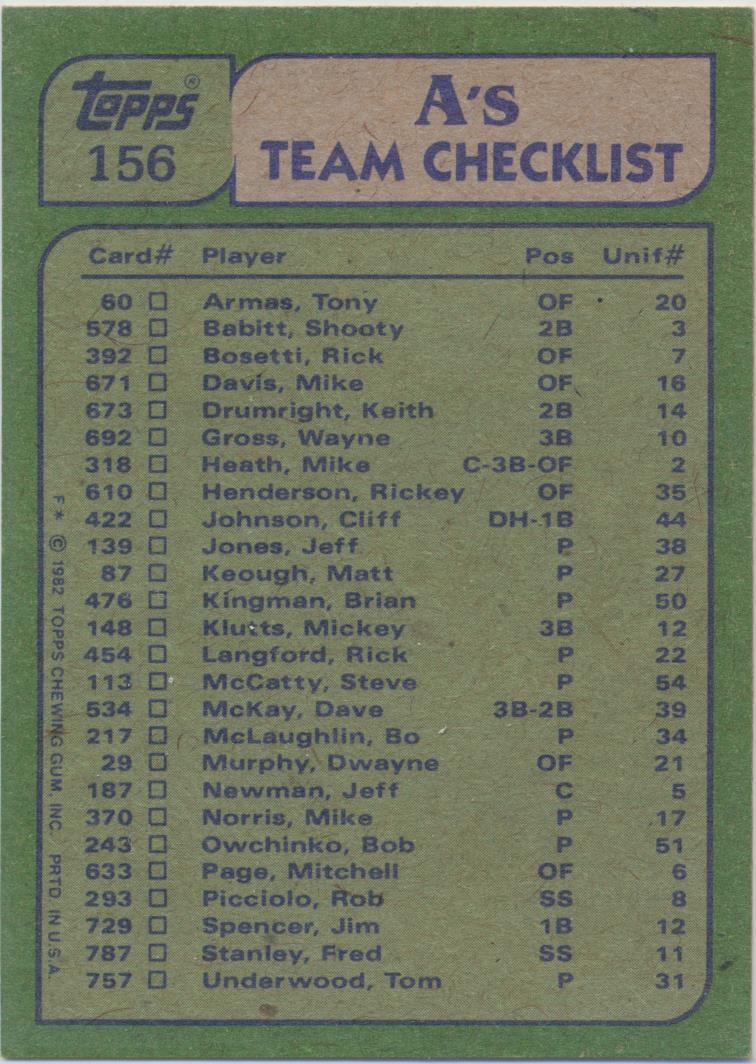 Topps®
156
A's
TEAM CHECKLIST
Card# Player Pos Unif#
60 □ Armas, Tony OF 20
578 □ Babitt, Shooty 2B 3
392 □ Bosetti, Rick OF 7
671 □ Davis, Mike OF 16
673 □ Drumright, Keith 2B 14
692 □ Gross, Wayne 3B 10
318 □ Heath, Mike C-3B-OF 2
610 □ Henderson, Rickey OF 35
422 □ Johnson, Cliff DH-1B 44
139 □ Jones, Jeff P 38
87 □ Keough, Matt P 27
476 □ Kingman, Brian P 50
148 □ Klutts, Mickey 3B 12
454 □ Langford, Rick P 22
113 □ McCatty, Steve P 54
534 □ McKay, Dave 3B-2B 39
217 □ McLaughlin, Bo P 34
29 □ Murphy, Dwayne OF 21
187 □ Newman, Jeff C 5
370 □ Norris, Mike P 17
243 □ Owchinko, Bob P 51
633 □ Page, Mitchell OF 6
293 □ Picciolo, Rob SS 8
729 □ Spencer, Jim 1B 12
787 □ Stanley, Fred SS 11
757 □ Underwood, Tom P 31
F * © 1982 TOPPS CHEWING GUM, INC. PRTD. IN U.S.A.